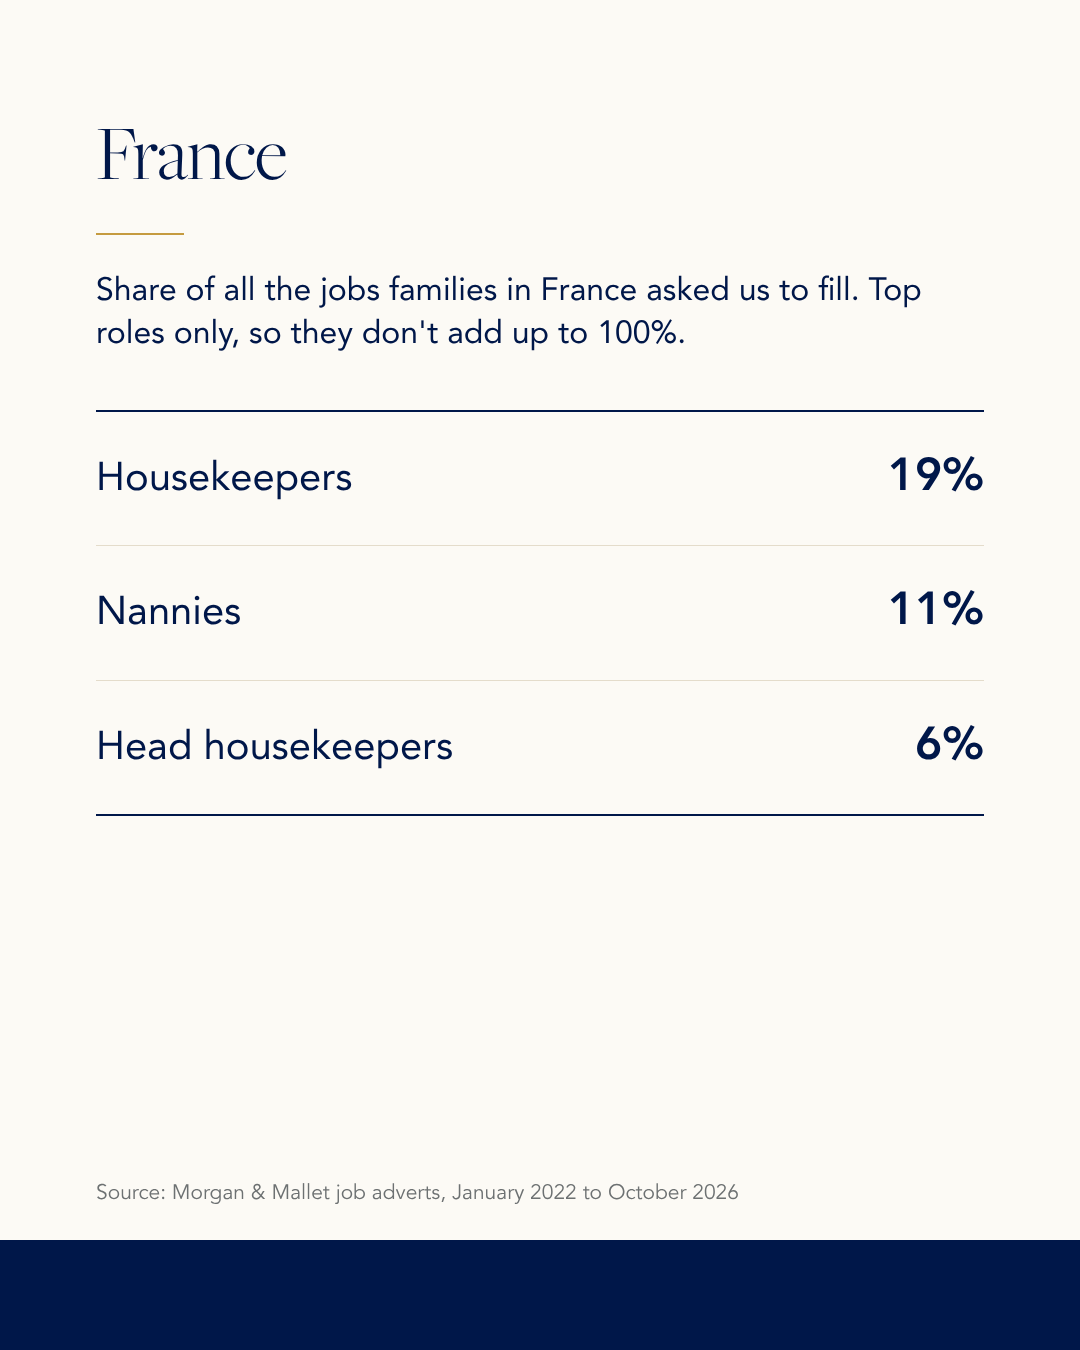 France
Share of all the jobs families in France asked us to fill. Top
roles only, so they don't add up to 100%.
Housekeepers 19%
Nannies 11%
Head housekeepers 6%
Source: Morgan & Mallet job adverts, January 2022 to October 2026